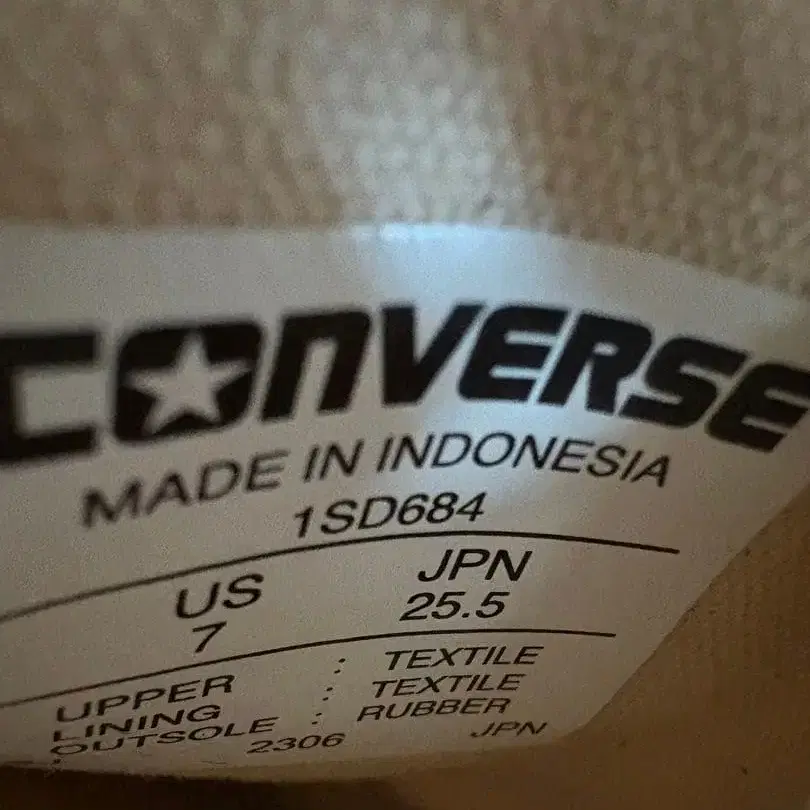 CONVERSE
MADE IN INDONESIA
1SD684
US JPN
7 25.5
UPPER : TEXTILE
LINING : TEXTILE
OUTSOLE : RUBBER
2306 JPN